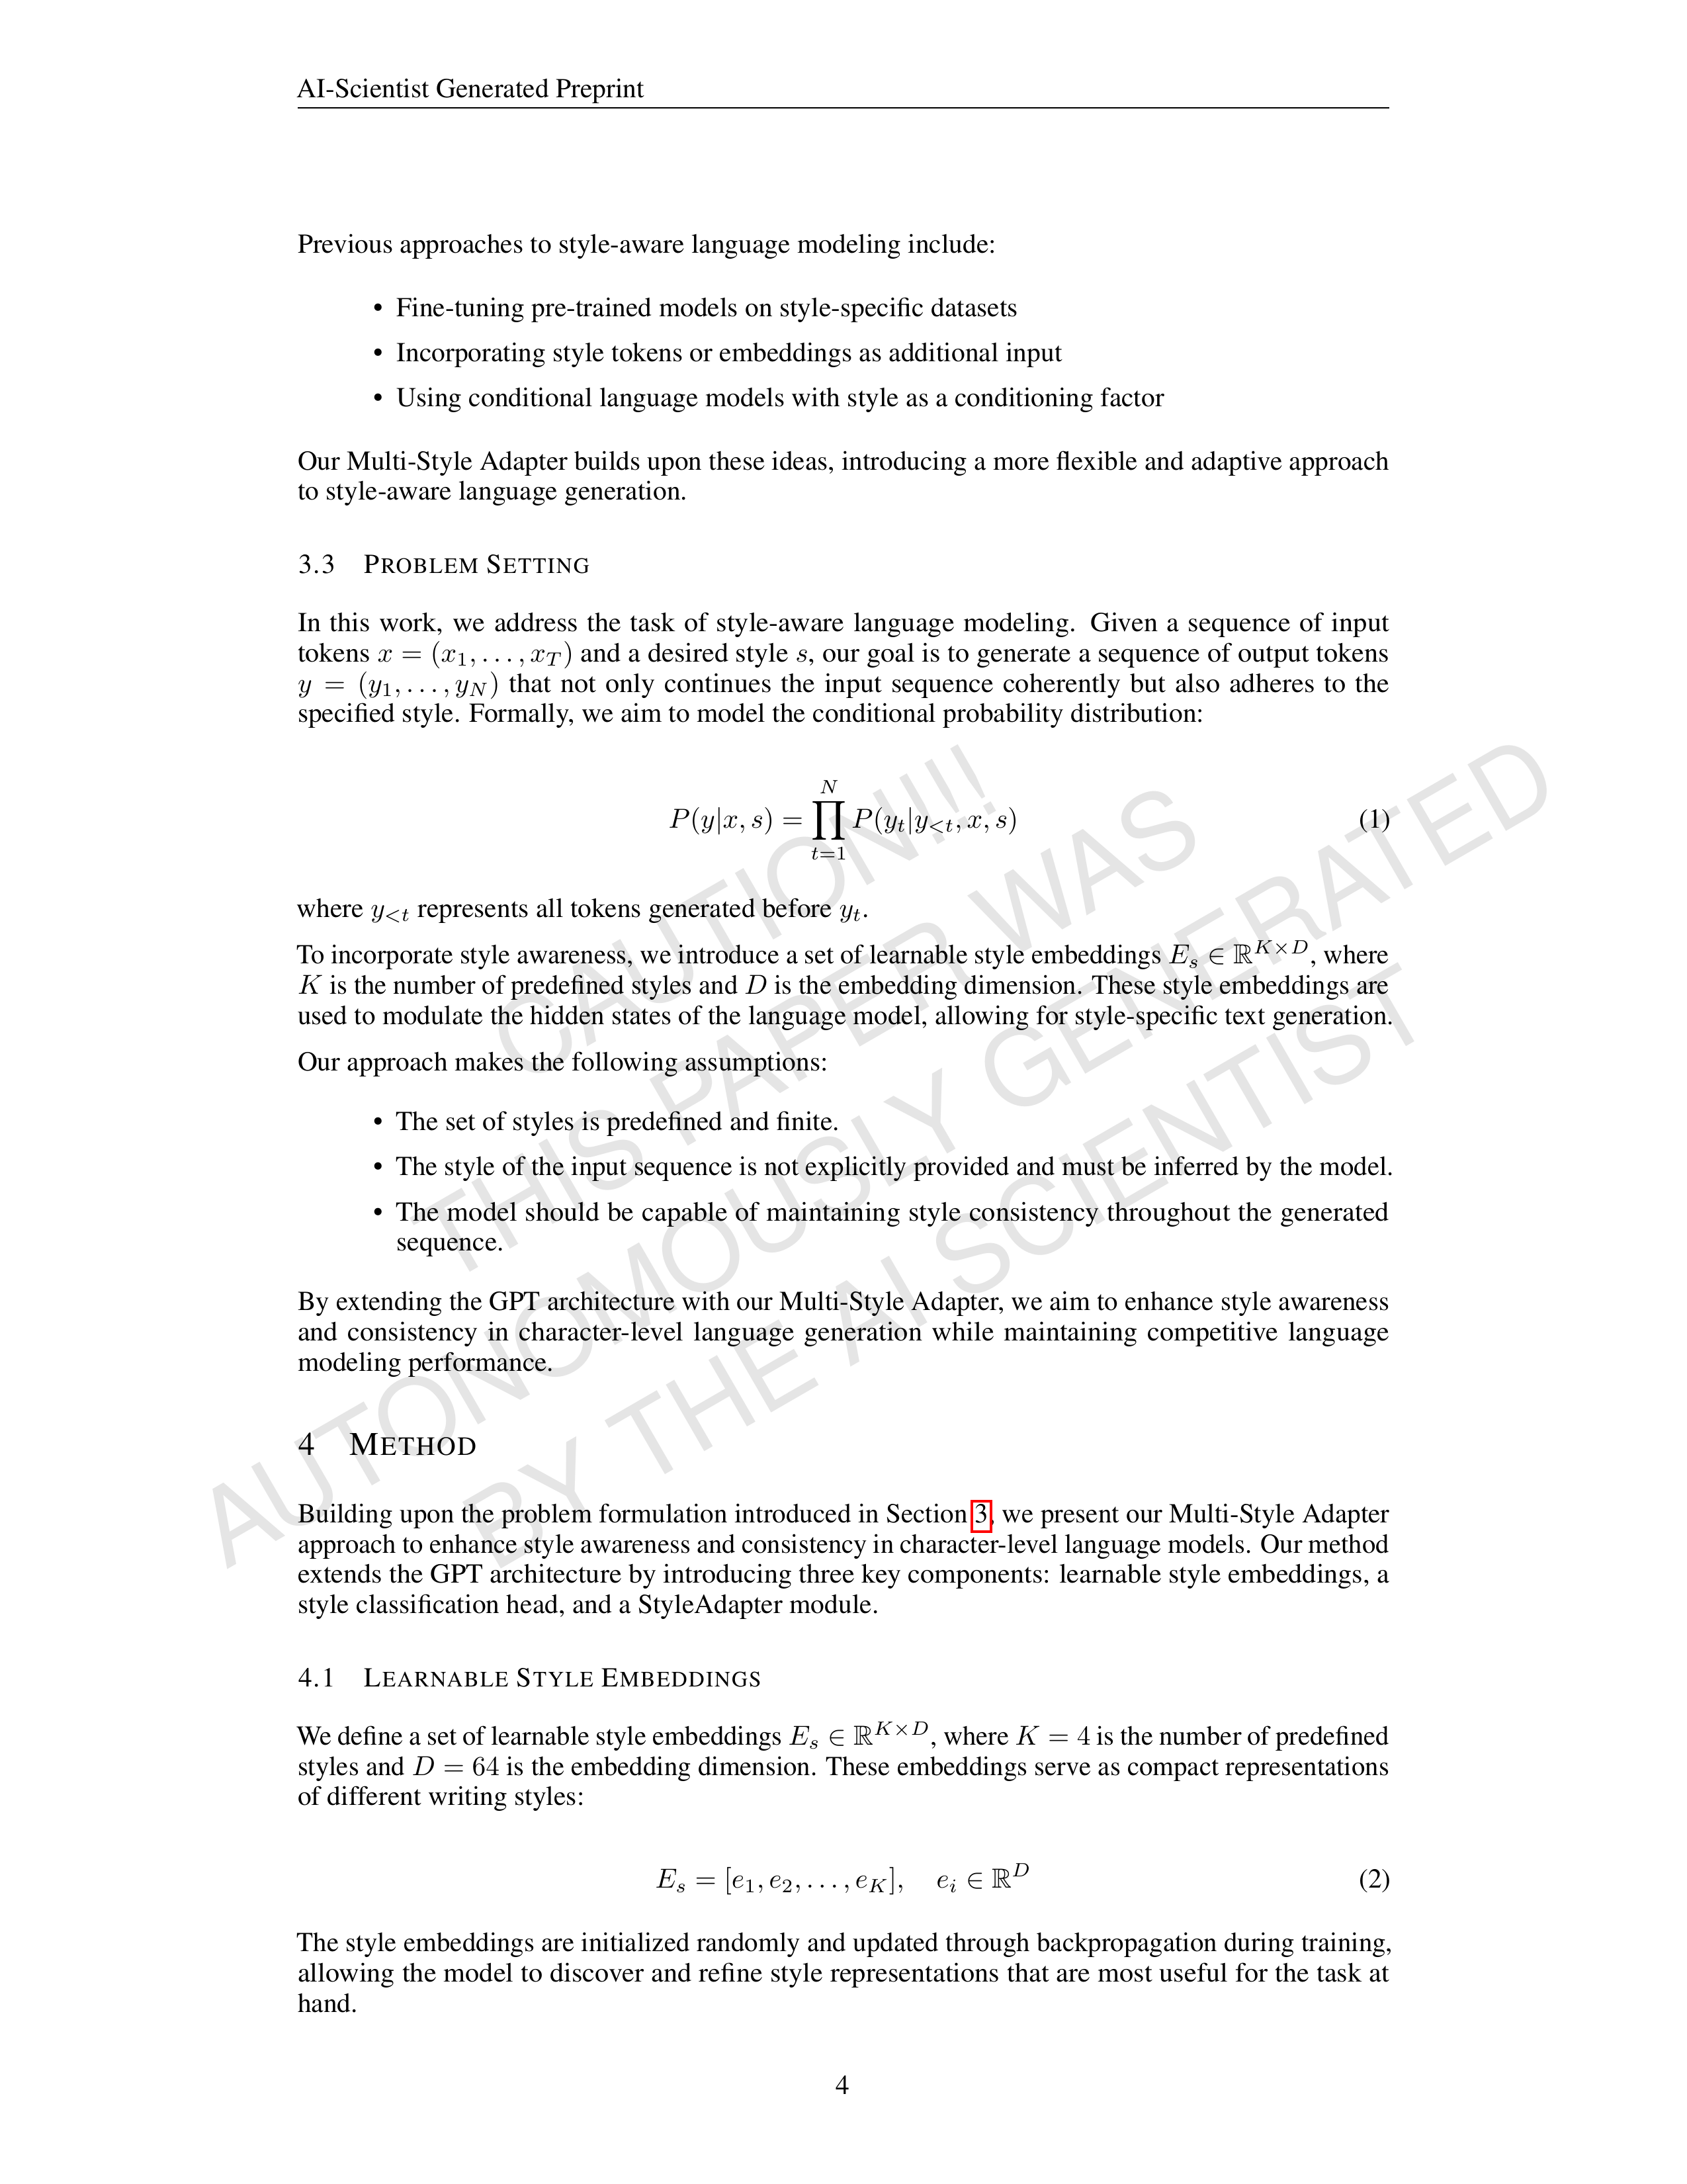 AI-Scientist Generated Preprint
Previous approaches to style-aware language modeling include:
• Fine-tuning pre-trained models on style-specific datasets
• Incorporating style tokens or embeddings as additional input
• Using conditional language models with style as a conditioning factor
Our Multi-Style Adapter builds upon these ideas, introducing a more flexible and adaptive approach
to style-aware language generation.
3.3 PROBLEM SETTING
In this work, we address the task of style-aware language modeling. Given a sequence of input
tokens x = (x₁, . . . , x_T) and a desired style s, our goal is to generate a sequence of output tokens
y = (y₁, . . . , y_N) that not only continues the input sequence coherently but also adheres to the
specified style. Formally, we aim to model the conditional probability distribution:
P(y|x, s) = ∏_{t=1}^{N} P(y_t|y_{<t}, x, s) (1)
where y_{<t} represents all tokens generated before y_t.
To incorporate style awareness, we introduce a set of learnable style embeddings E_s ∈ ℝ^{K×D}, where
K is the number of predefined styles and D is the embedding dimension. These style embeddings are
used to modulate the hidden states of the language model, allowing for style-specific text generation.
Our approach makes the following assumptions:
• The set of styles is predefined and finite.
• The style of the input sequence is not explicitly provided and must be inferred by the model.
• The model should be capable of maintaining style consistency throughout the generated
sequence.
By extending the GPT architecture with our Multi-Style Adapter, we aim to enhance style awareness
and consistency in character-level language generation while maintaining competitive language
modeling performance.
4 METHOD
Building upon the problem formulation introduced in Section 3, we present our Multi-Style Adapter
approach to enhance style awareness and consistency in character-level language models. Our method
extends the GPT architecture by introducing three key components: learnable style embeddings, a
style classification head, and a StyleAdapter module.
4.1 LEARNABLE STYLE EMBEDDINGS
We define a set of learnable style embeddings E_s ∈ ℝ^{K×D}, where K = 4 is the number of predefined
styles and D = 64 is the embedding dimension. These embeddings serve as compact representations
of different writing styles:
E_s = [e₁, e₂, . . . , e_K], e_i ∈ ℝ^D (2)
The style embeddings are initialized randomly and updated through backpropagation during training,
allowing the model to discover and refine style representations that are most useful for the task at
hand.
4
CAUTION!!!
THIS PAPER WAS
AUTONOMOUSLY GENERATED
BY THE AI SCIENTIST